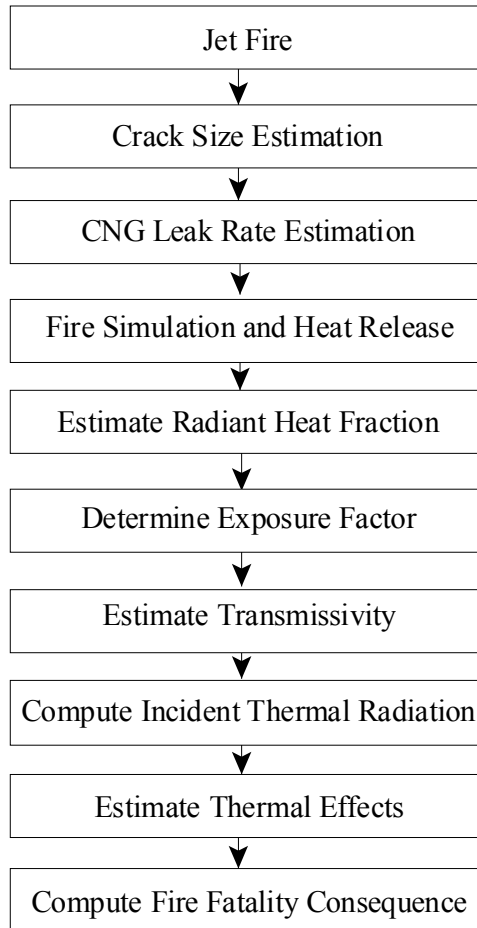 Jet Fire
Crack Size Estimation
CNG Leak Rate Estimation
Fire Simulation and Heat Release
Estimate Radiant Heat Fraction
Determine Exposure Factor
Estimate Transmissivity
Compute Incident Thermal Radiation
Estimate Thermal Effects
Compute Fire Fatality Consequence